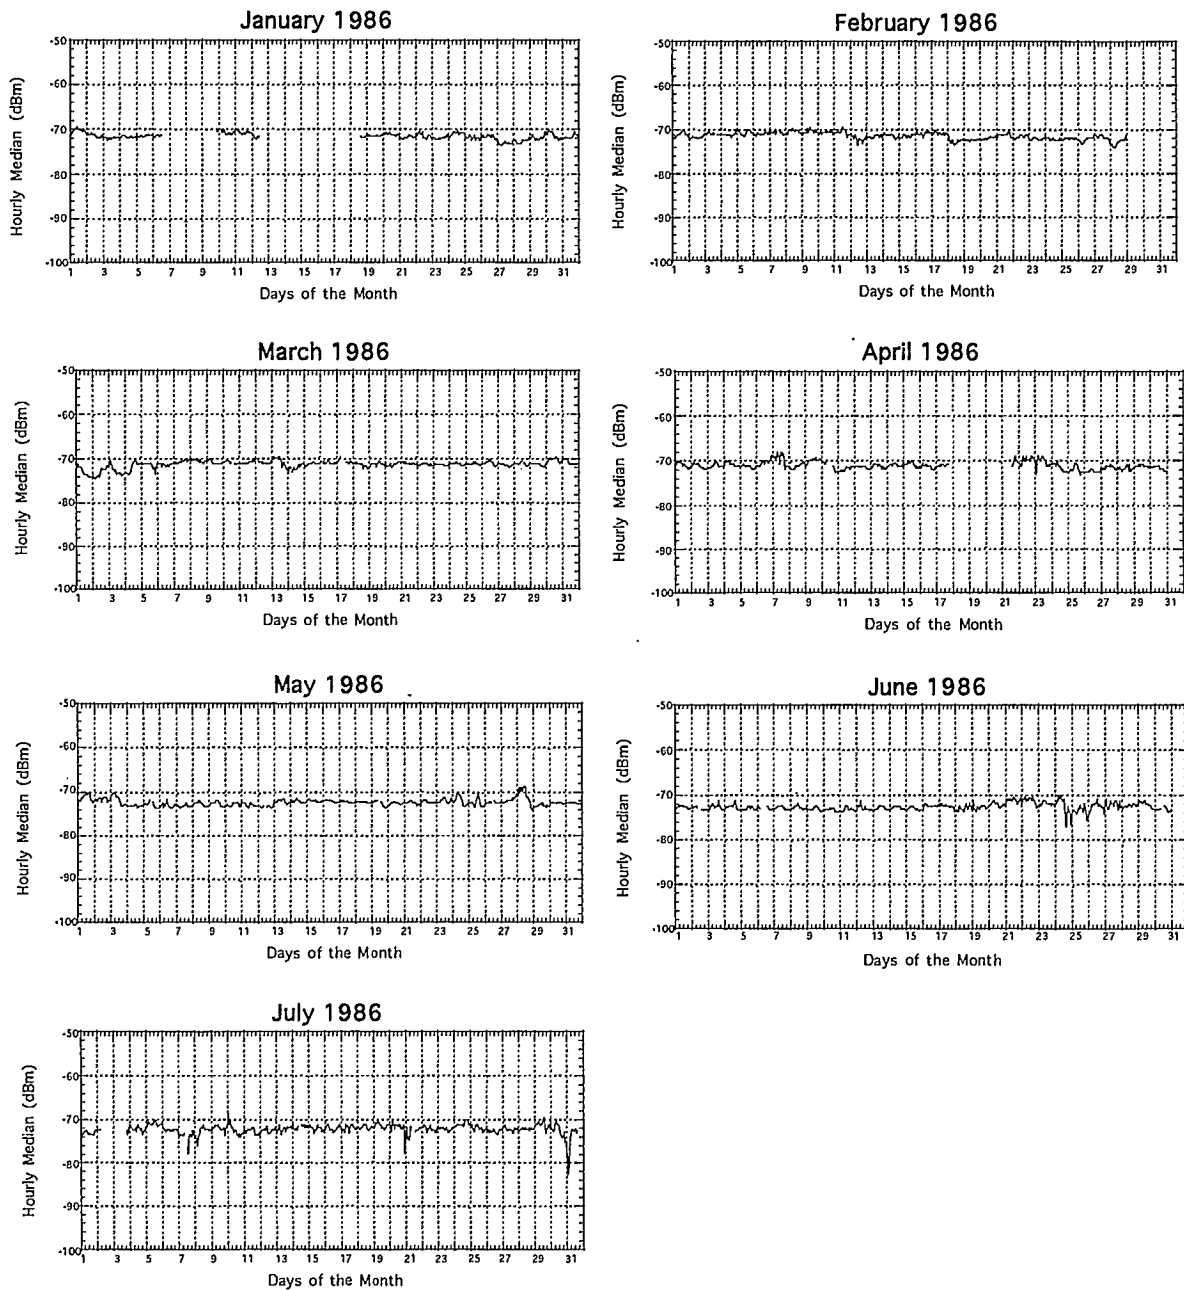 January 1986
Hourly Median (dBm)
-50
-60
-70
-80
-90
-100
1 3 5 7 9 11 13 15 17 19 21 23 25 27 29 31
Days of the Month
February 1986
Hourly Median (dBm)
-50
-60
-70
-80
-90
-100
1 3 5 7 9 11 13 15 17 19 21 23 25 27 29 31
Days of the Month
March 1986
Hourly Median (dBm)
-50
-60
-70
-80
-90
-100
1 3 5 7 9 11 13 15 17 19 21 23 25 27 29 31
Days of the Month
April 1986
Hourly Median (dBm)
-50
-60
-70
-80
-90
-100
1 3 5 7 9 11 13 15 17 19 21 23 25 27 29 31
Days of the Month
May 1986
Hourly Median (dBm)
-50
-60
-70
-80
-90
-100
1 3 5 7 9 11 13 15 17 19 21 23 25 27 29 31
Days of the Month
June 1986
Hourly Median (dBm)
-50
-60
-70
-80
-90
-100
1 3 5 7 9 11 13 15 17 19 21 23 25 27 29 31
Days of the Month
July 1986
Hourly Median (dBm)
-50
-60
-70
-80
-90
-100
1 3 5 7 9 11 13 15 17 19 21 23 25 27 29 31
Days of the Month